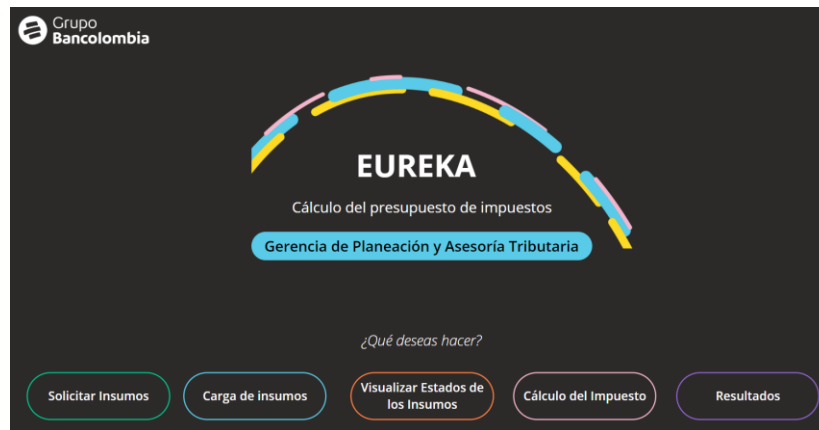 Grupo
Bancolombia
EUREKA
Cálculo del presupuesto de impuestos
Gerencia de Planeación y Asesoría Tributaria
¿Qué deseas hacer?
Solicitar Insumos
Carga de insumos
Visualizar Estados de
los Insumos
Cálculo del Impuesto
Resultados